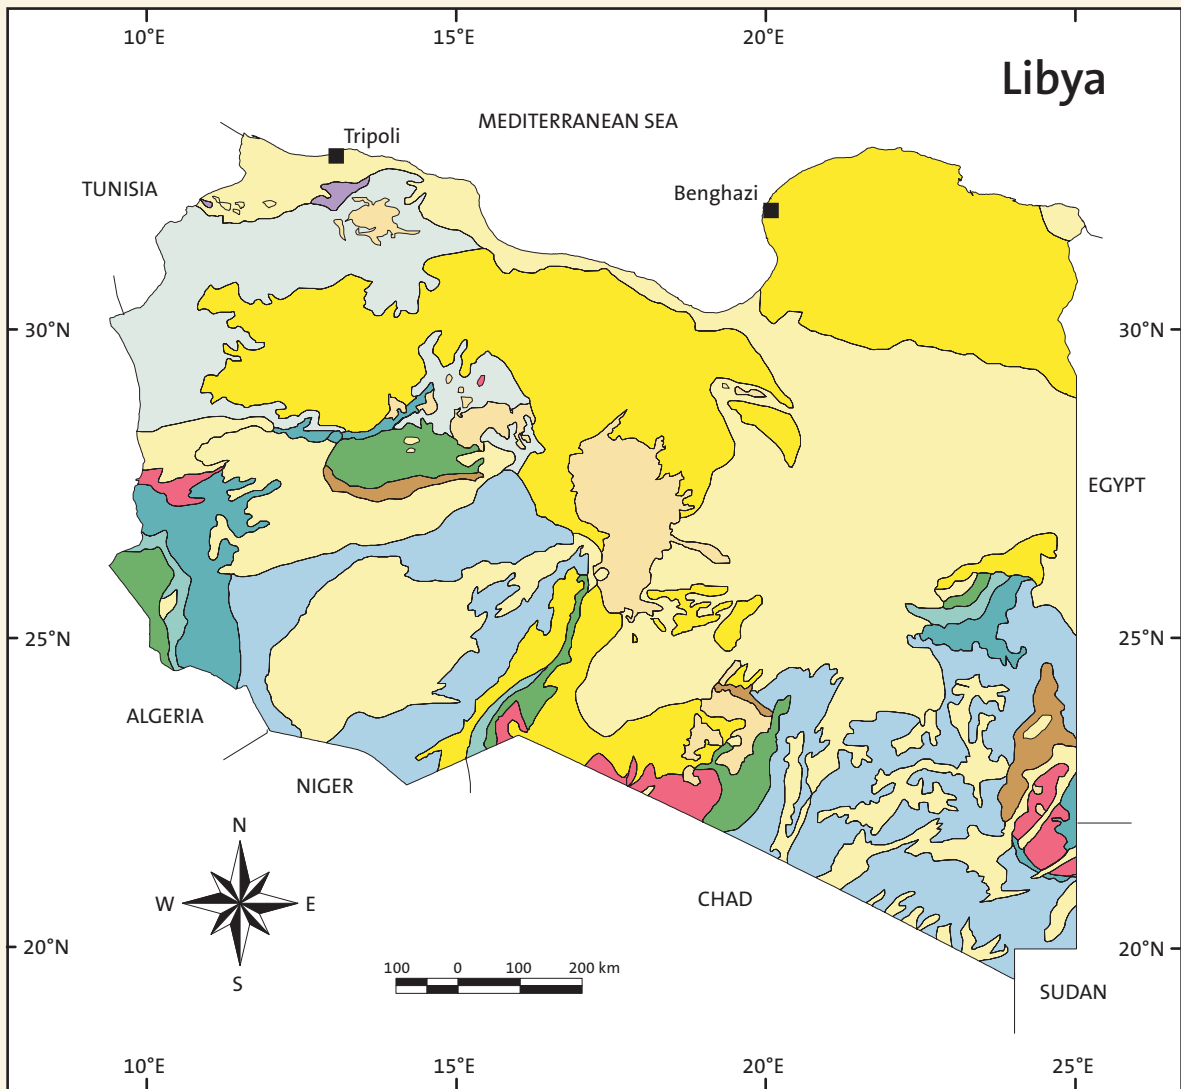 10°E 15°E 20°E
Libya
MEDITERRANEAN SEA
Tripoli
TUNISIA
Benghazi
30°N 30°N
EGYPT
25°N 25°N
ALGERIA
NIGER
N
W E
S
CHAD
20°N 20°N
100 0 100 200 km
SUDAN
10°E 15°E 20°E 25°E